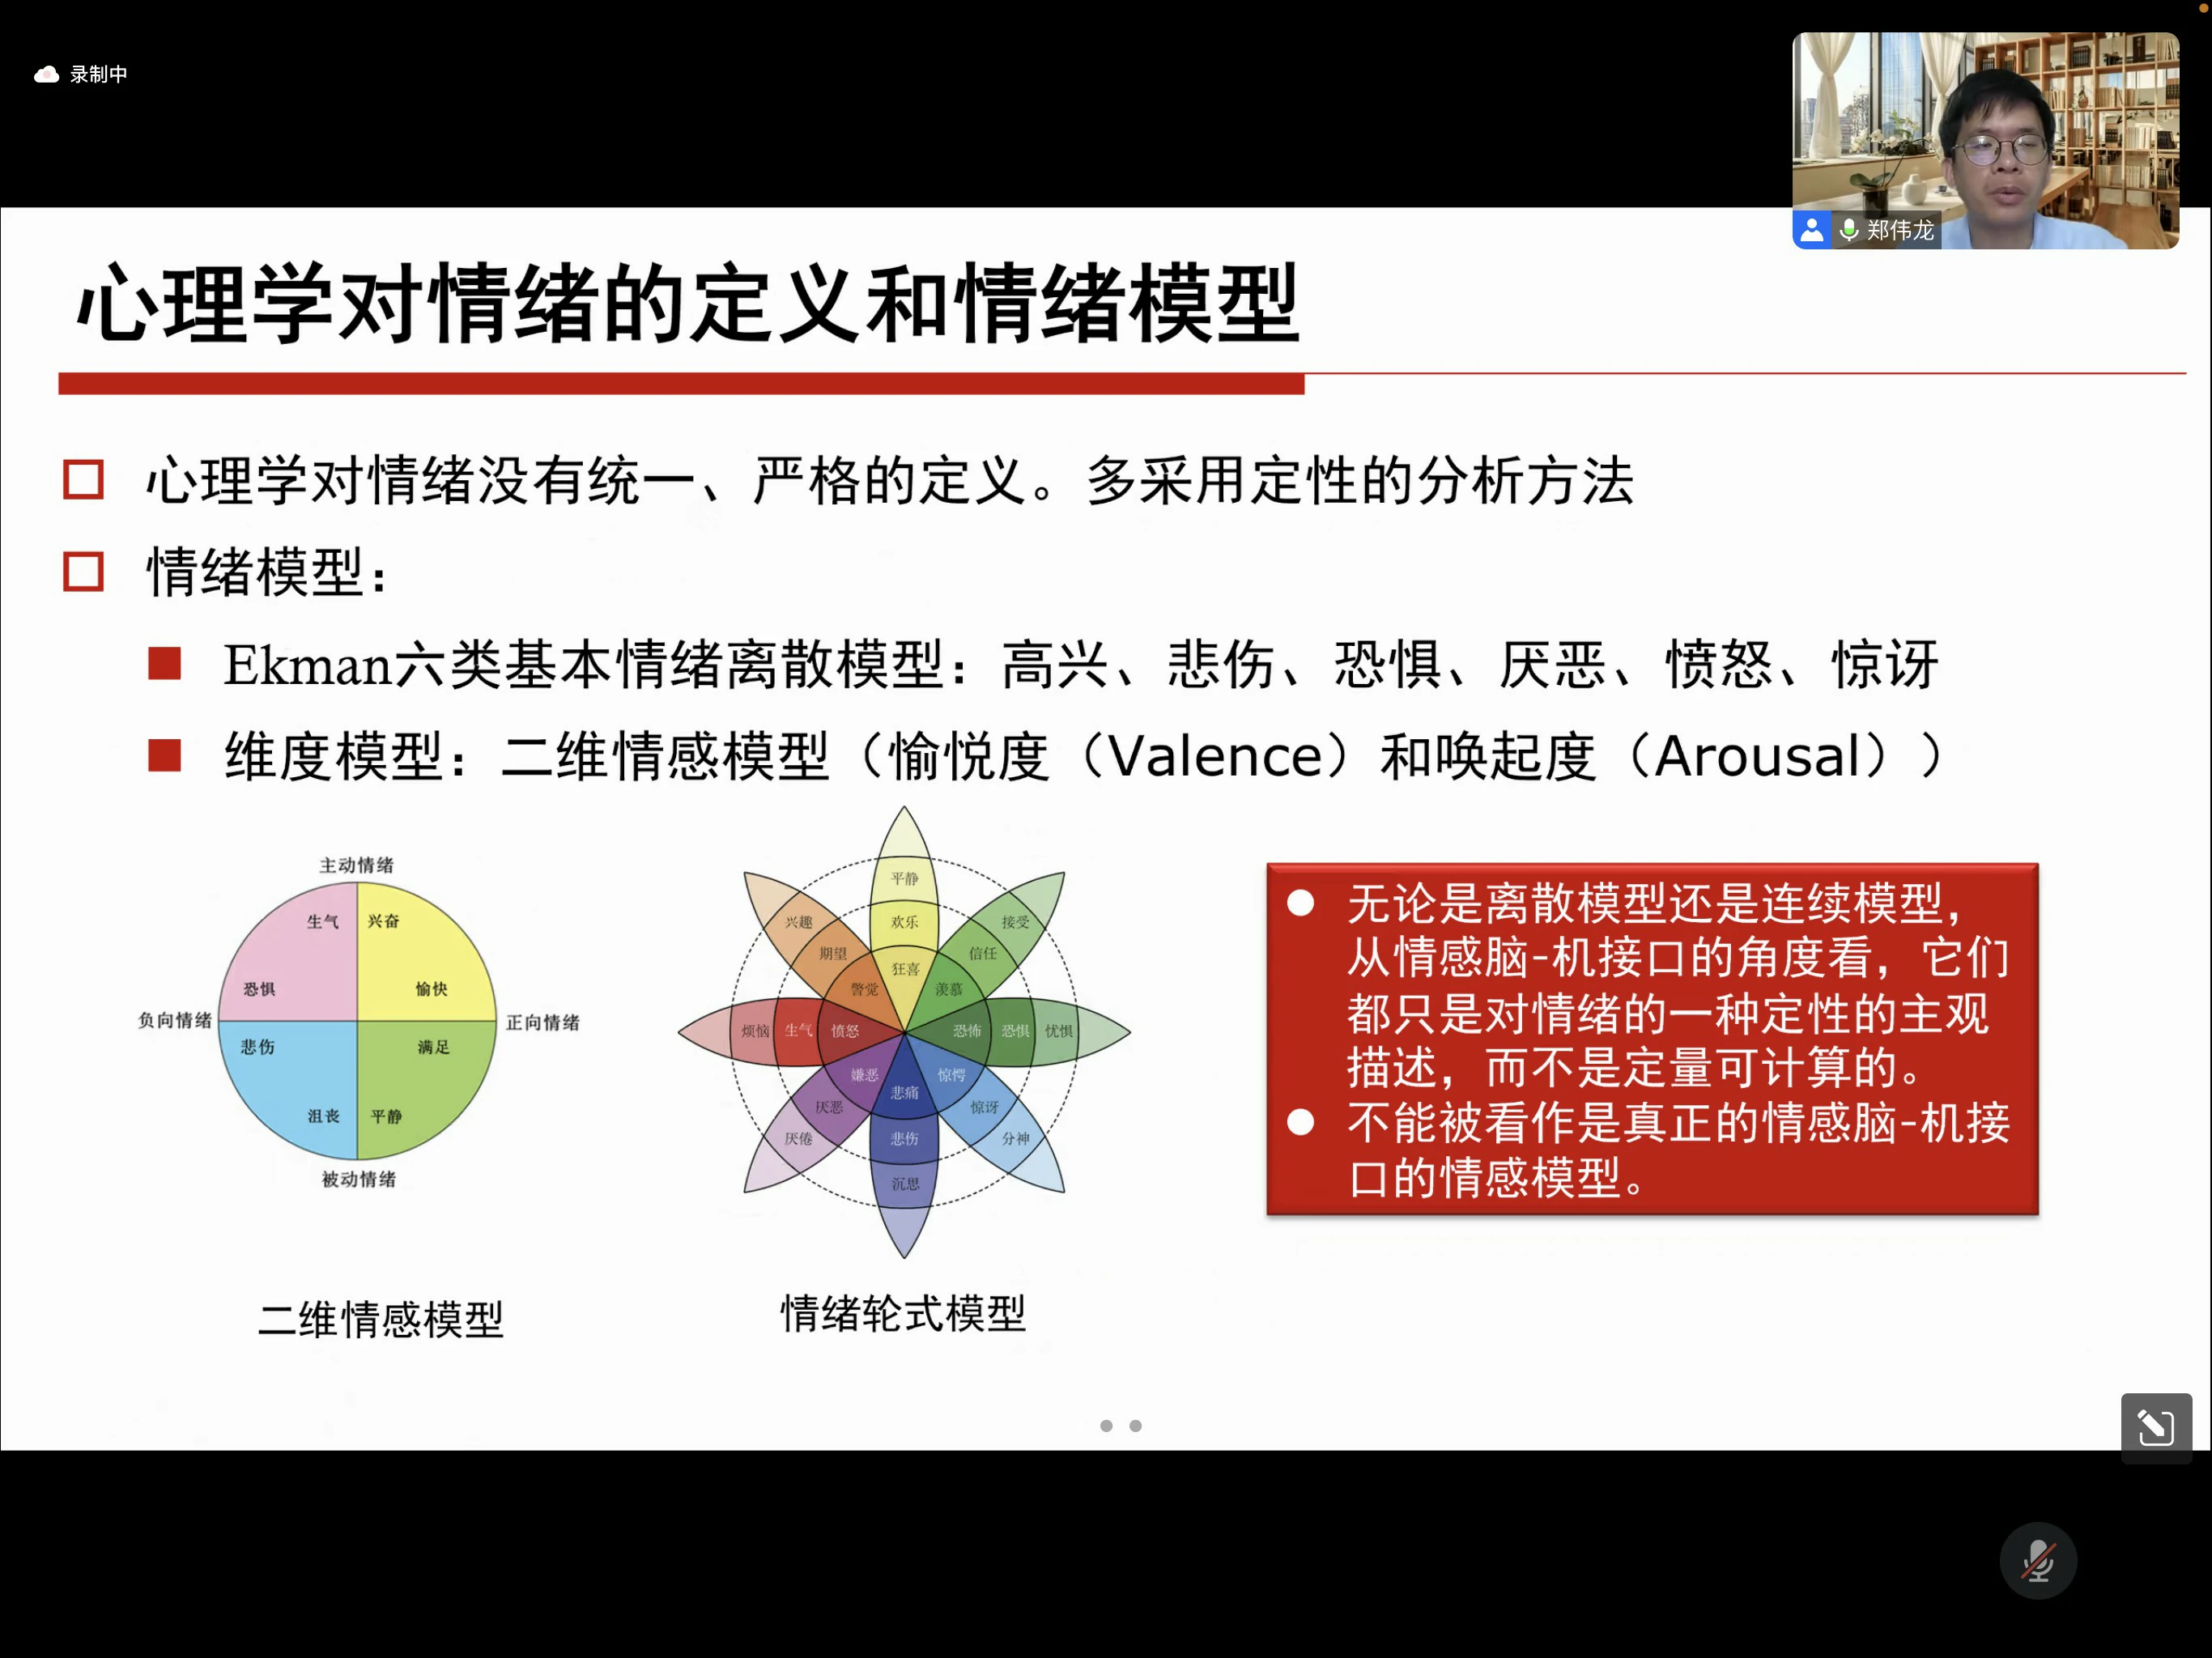 录制中
郑伟龙
心理学对情绪的定义和情绪模型
心理学对情绪没有统一、严格的定义。多采用定性的分析方法
情绪模型：
Ekman六类基本情绪离散模型：高兴、悲伤、恐惧、厌恶、愤怒、惊讶
维度模型：二维情感模型（愉悦度（Valence）和唤起度（Arousal））
主动情绪
生气 兴奋
恐惧 愉快
负向情绪 正向情绪
悲伤 满足
沮丧 平静
被动情绪
二维情感模型
平静
兴趣 欢乐 接受
期望 信任
狂喜
警觉 羡慕
烦恼 生气 愤怒 恐怖 恐惧 忧惧
嫌恶 惊愕
悲痛
厌恶 惊讶
厌倦 悲伤 分神
沉思
情绪轮式模型
无论是离散模型还是连续模型，
从情感脑-机接口的角度看，它们
都只是对情绪的一种定性的主观
描述，而不是定量可计算的。
不能被看作是真正的情感脑-机接
口的情感模型。